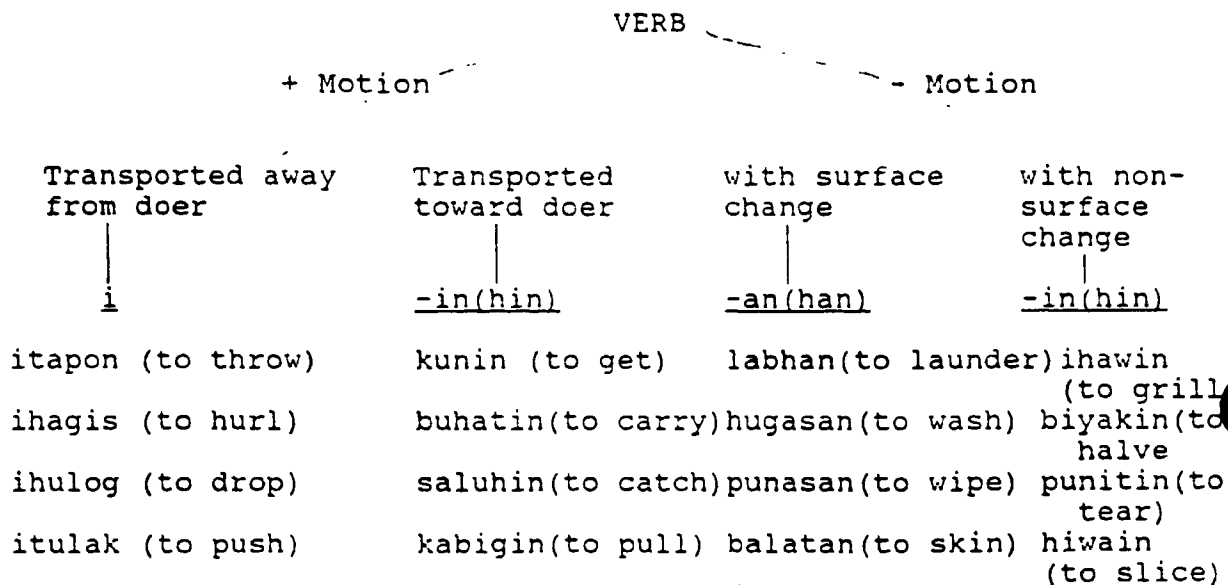 VERB
+ Motion - Motion
Transported away Transported with surface with non-
from doer toward doer change surface
change
i -in(hin) -an(han) -in(hin)
itapon (to throw) kunin (to get) labhan(to launder) ihawin
(to grill
ihagis (to hurl) buhatin(to carry) hugasan(to wash) biyakin(to
halve
ihulog (to drop) saluhin(to catch) punasan(to wipe) punitin(to
tear)
itulak (to push) kabigin(to pull) balatan(to skin) hiwain
(to slice)